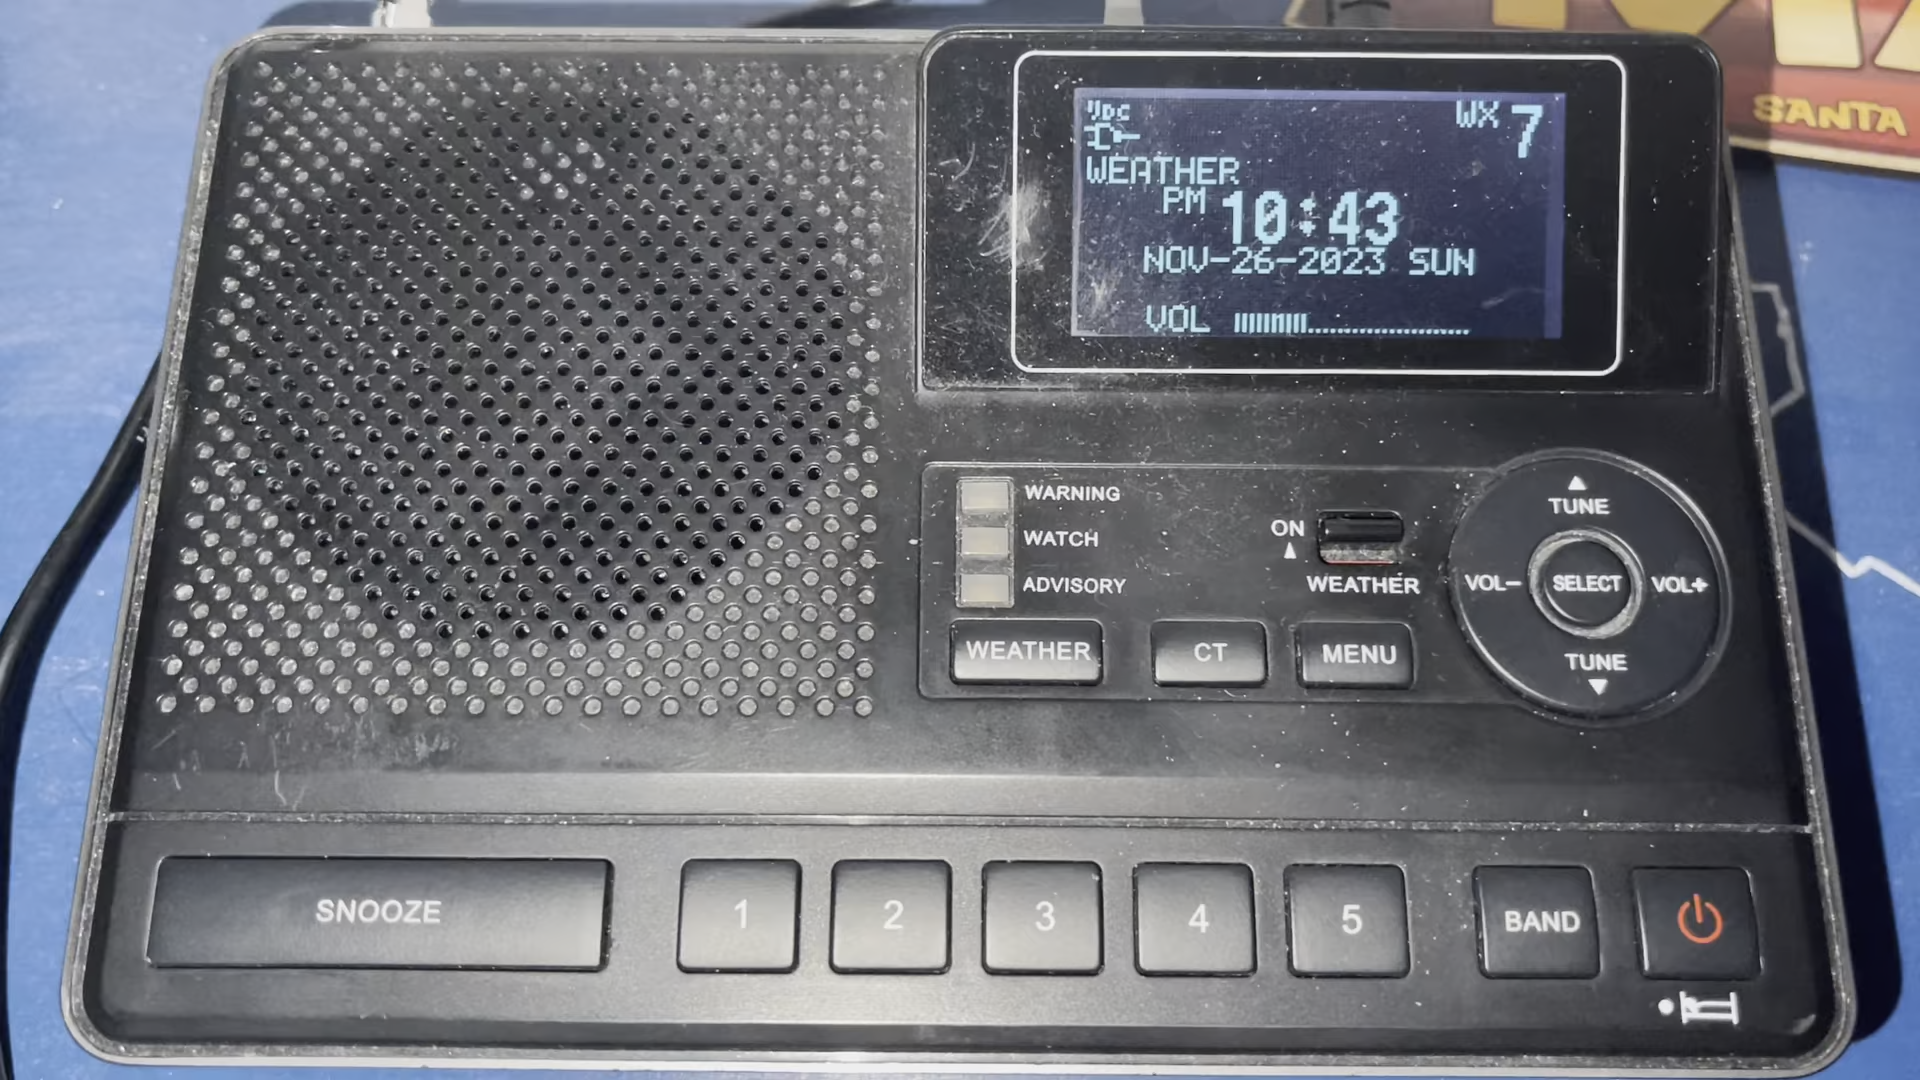 SANTA
VDC
WX 7
WEATHER
PM 10:43
NOV-26-2023 SUN
VOL
WARNING
WATCH
ADVISORY
ON
WEATHER
WEATHER
CT
MENU
TUNE
VOL-
SELECT
VOL+
TUNE
SNOOZE
1
2
3
4
5
BAND